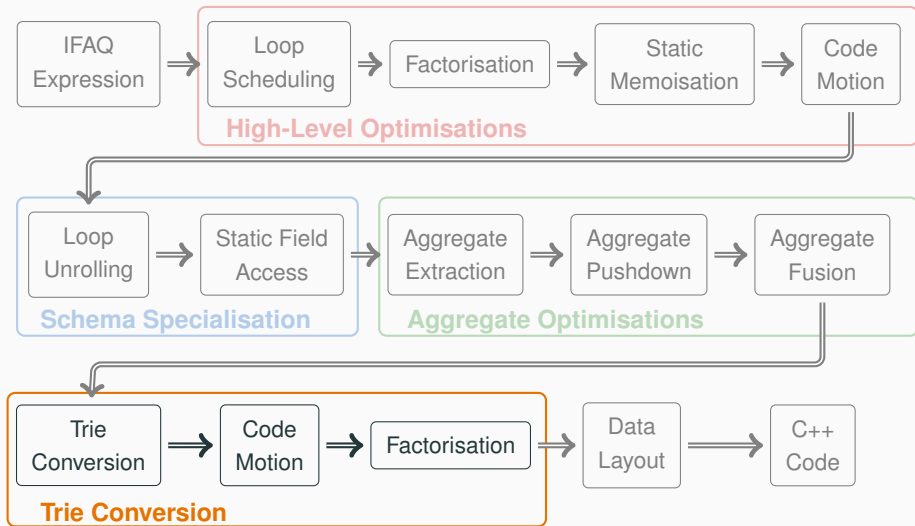 IFAQ
Expression
Loop
Scheduling
Factorisation
Static
Memoisation
Code
Motion
High-Level Optimisations
Loop
Unrolling
Static Field
Access
Aggregate
Extraction
Aggregate
Pushdown
Aggregate
Fusion
Schema Specialisation
Aggregate Optimisations
Trie
Conversion
Code
Motion
Factorisation
Data
Layout
C++
Code
Trie Conversion